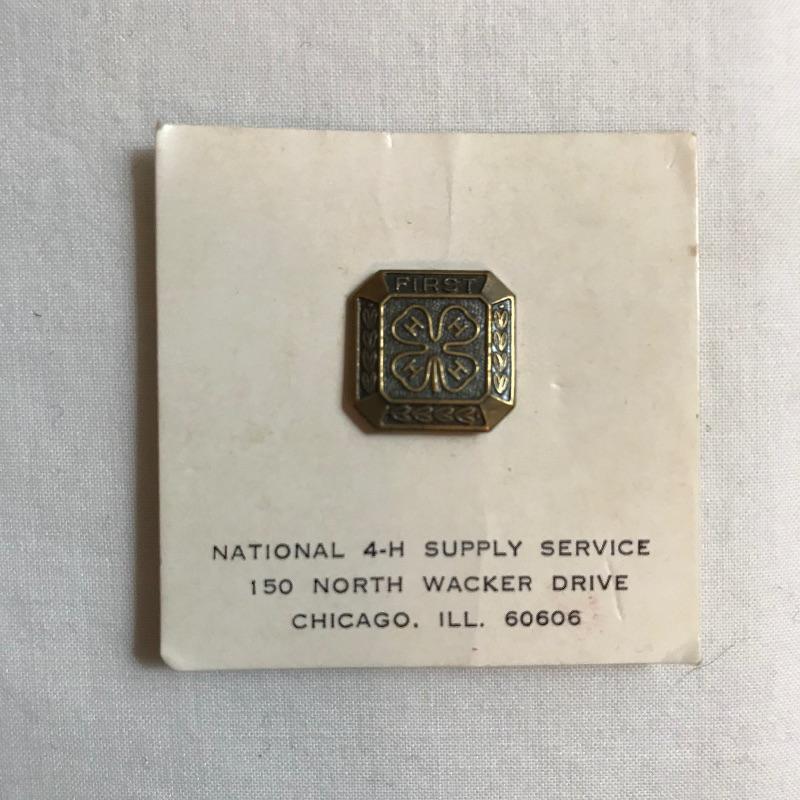 FIRST
H H
H H
NATIONAL 4-H SUPPLY SERVICE
150 NORTH WACKER DRIVE
CHICAGO, ILL. 60606